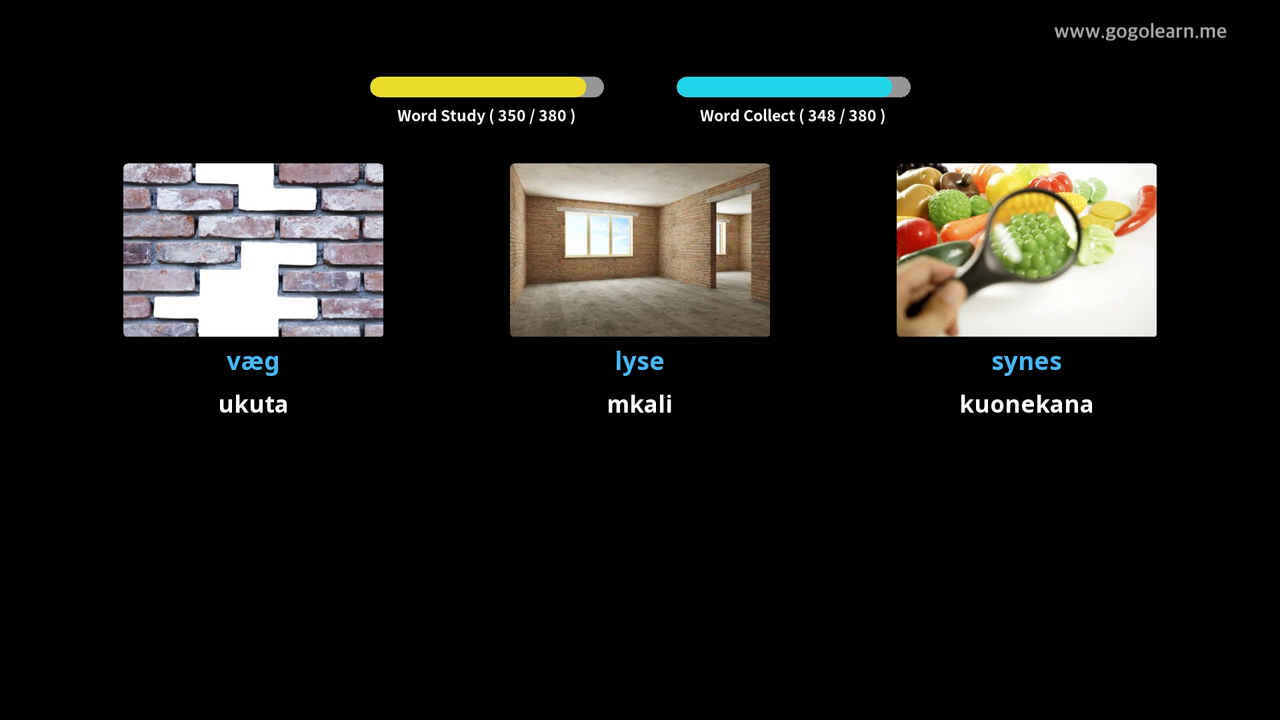 www.gogolearn.me
Word Study ( 350 / 380 )
Word Collect ( 348 / 380 )
væg
lyse
synes
ukuta
mkali
kuonekana